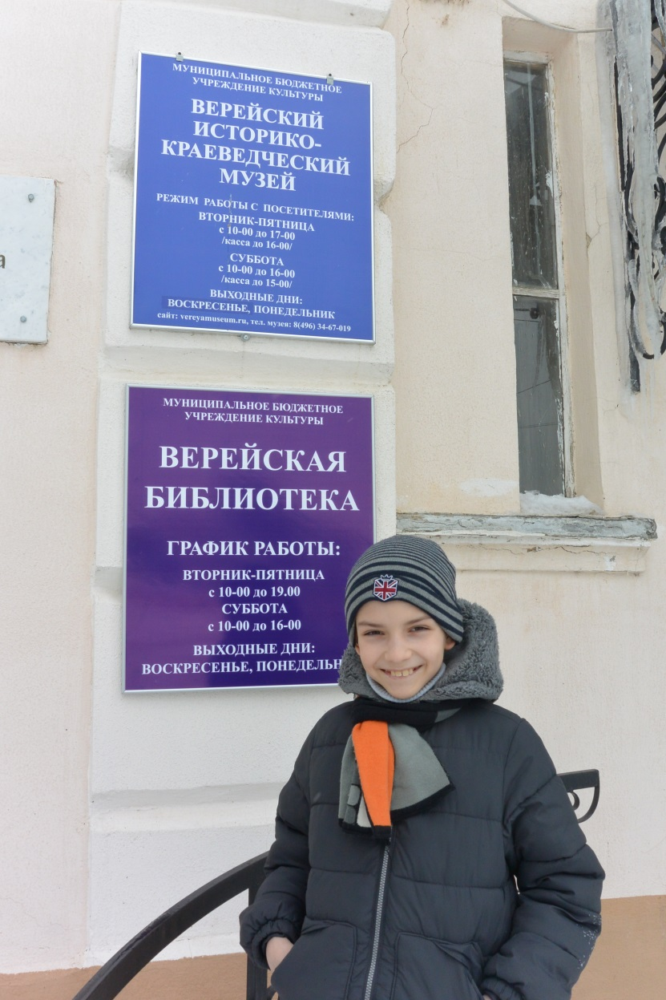 МУНИЦИПАЛЬНОЕ БЮДЖЕТНОЕ
УЧРЕЖДЕНИЕ КУЛЬТУРЫ
ВЕРЕЙСКИЙ
ИСТОРИКО-
КРАЕВЕДЧЕСКИЙ
МУЗЕЙ
РЕЖИМ РАБОТЫ С ПОСЕТИТЕЛЯМИ:
ВТОРНИК-ПЯТНИЦА
с 10-00 до 17-00
/касса до 16-00/
СУББОТА
с 10-00 до 16-00
/касса до 15-00/
ВЫХОДНЫЕ ДНИ:
ВОСКРЕСЕНЬЕ, ПОНЕДЕЛЬНИК
сайт: vereyamuseum.ru, тел. музея: 8(496) 34-67-019
а
МУНИЦИПАЛЬНОЕ БЮДЖЕТНОЕ
УЧРЕЖДЕНИЕ КУЛЬТУРЫ
ВЕРЕЙСКАЯ
БИБЛИОТЕКА
ГРАФИК РАБОТЫ:
ВТОРНИК-ПЯТНИЦА
с 10-00 до 19.00
СУББОТА
с 10-00 до 16-00
ВЫХОДНЫЕ ДНИ:
ВОСКРЕСЕНЬЕ, ПОНЕДЕЛЬН